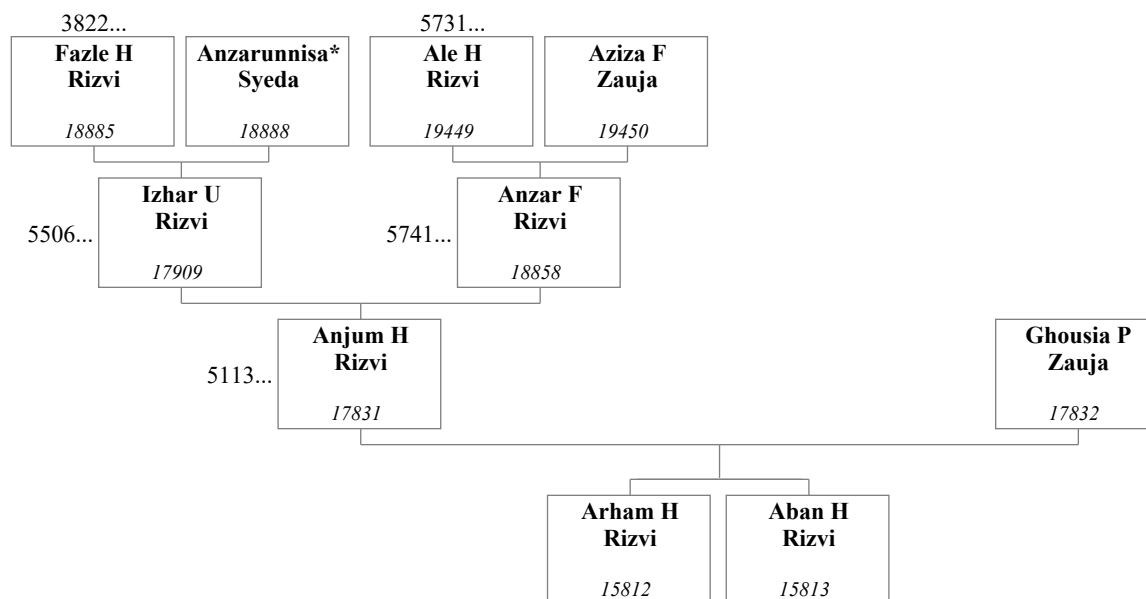 3822...
5731...
Fazle H
Rizvi
18885
Anzarunnisa*
Syeda
18888
Ale H
Rizvi
19449
Aziza F
Zauja
19450
5506...
Izhar U
Rizvi
17909
5741...
Anzar F
Rizvi
18858
5113...
Anjum H
Rizvi
17831
Ghousia P
Zauja
17832
Arham H
Rizvi
15812
Aban H
Rizvi
15813